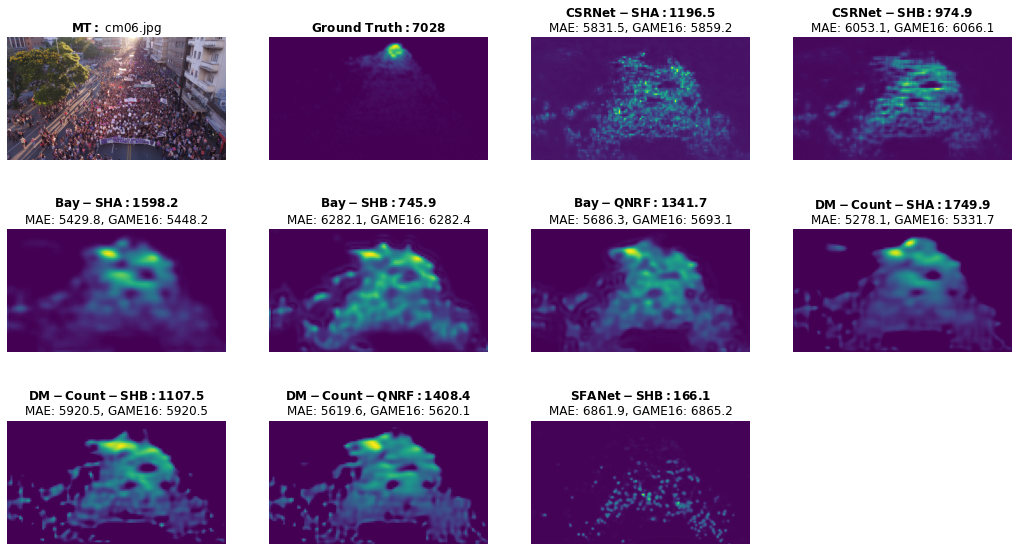 MT: cm06.jpg
Ground Truth: 7028
CSRNet-SHA: 1196.5
MAE: 5831.5, GAME16: 5859.2
CSRNet-SHB: 974.9
MAE: 6053.1, GAME16: 6066.1
Bay-SHA: 1598.2
MAE: 5429.8, GAME16: 5448.2
Bay-SHB: 745.9
MAE: 6282.1, GAME16: 6282.4
Bay-QNRF: 1341.7
MAE: 5686.3, GAME16: 5693.1
DM-Count-SHA: 1749.9
MAE: 5278.1, GAME16: 5331.7
DM-Count-SHB: 1107.5
MAE: 5920.5, GAME16: 5920.5
DM-Count-QNRF: 1408.4
MAE: 5619.6, GAME16: 5620.1
SFANet-SHB: 166.1
MAE: 6861.9, GAME16: 6865.2